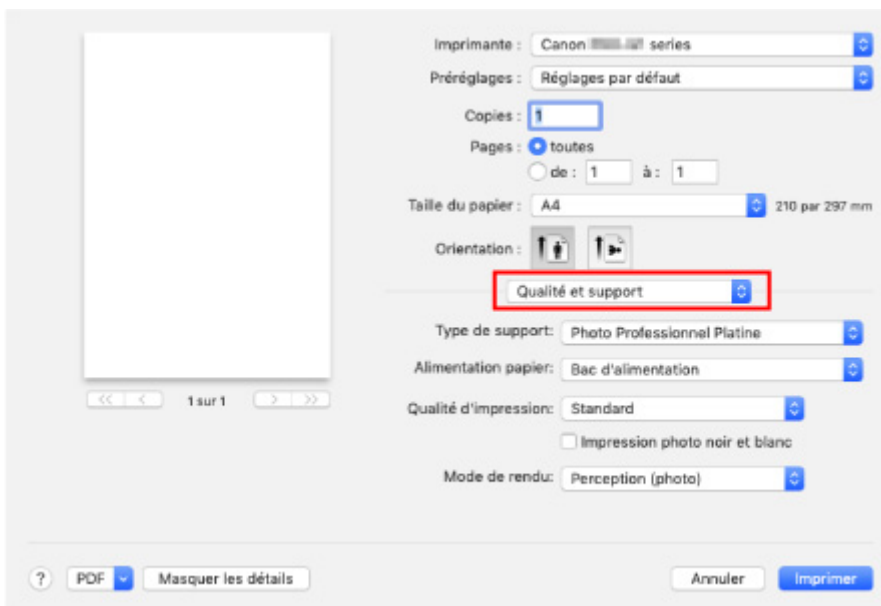 Imprimante : Canon series
Préréglages : Réglages par défaut
Copies : 1
Pages : toutes
de : 1 à : 1
Taille du papier : A4 210 par 297 mm
Orientation :
Qualité et support
Type de support: Photo Professionnel Platine
Alimentation papier: Bac d'alimentation
Qualité d'impression: Standard
Impression photo noir et blanc
Mode de rendu: Perception (photo)
<< < 1 sur 1 > >>
? PDF Masquer les détails Annuler Imprimer